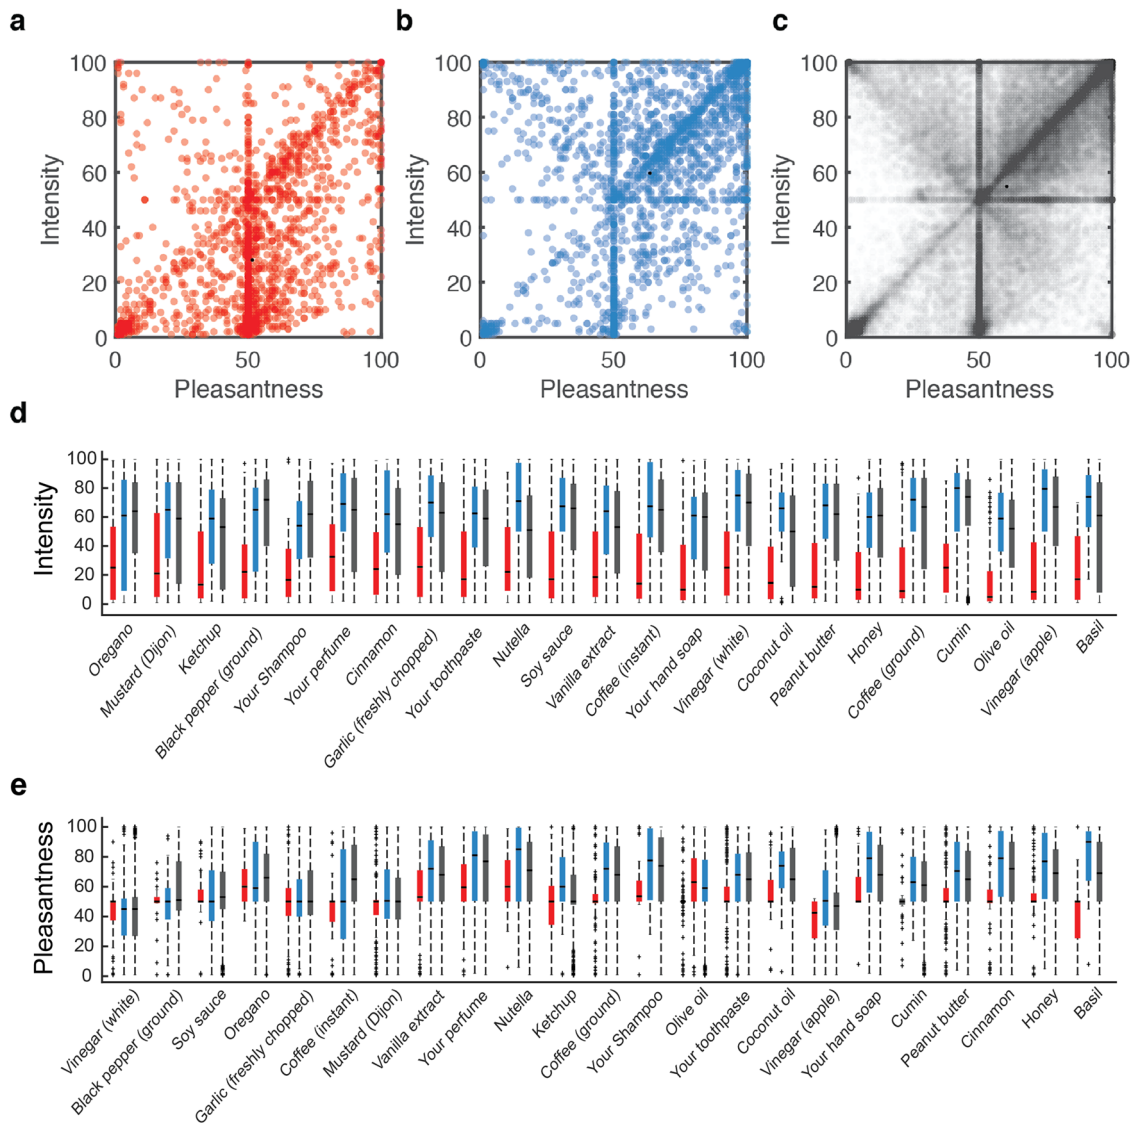 a
b
c
100
80
60
40
20
0
Intensity
0 50 100
Pleasantness
100
80
60
40
20
0
Intensity
0 50 100
Pleasantness
100
80
60
40
20
0
Intensity
0 50 100
Pleasantness
d
100
80
60
40
20
0
Intensity
Oregano
Mustard (Dijon)
Ketchup
Black pepper (ground)
Your Shampoo
Your perfume
Cinnamon
Garlic (freshly chopped)
Your toothpaste
Nutella
Soy sauce
Vanilla extract
Coffee (instant)
Your hand soap
Vinegar (white)
Coconut oil
Peanut butter
Honey
Coffee (ground)
Cumin
Olive oil
Vinegar (apple)
Basil
e
100
80
60
40
20
0
Pleasantness
Vinegar (white)
Black pepper (ground)
Soy sauce
Oregano
Garlic (freshly chopped)
Coffee (instant)
Mustard (Dijon)
Vanilla extract
Your perfume
Nutella
Ketchup
Coffee (ground)
Your Shampoo
Olive oil
Your toothpaste
Coconut oil
Vinegar (apple)
Your hand soap
Cumin
Peanut butter
Cinnamon
Honey
Basil